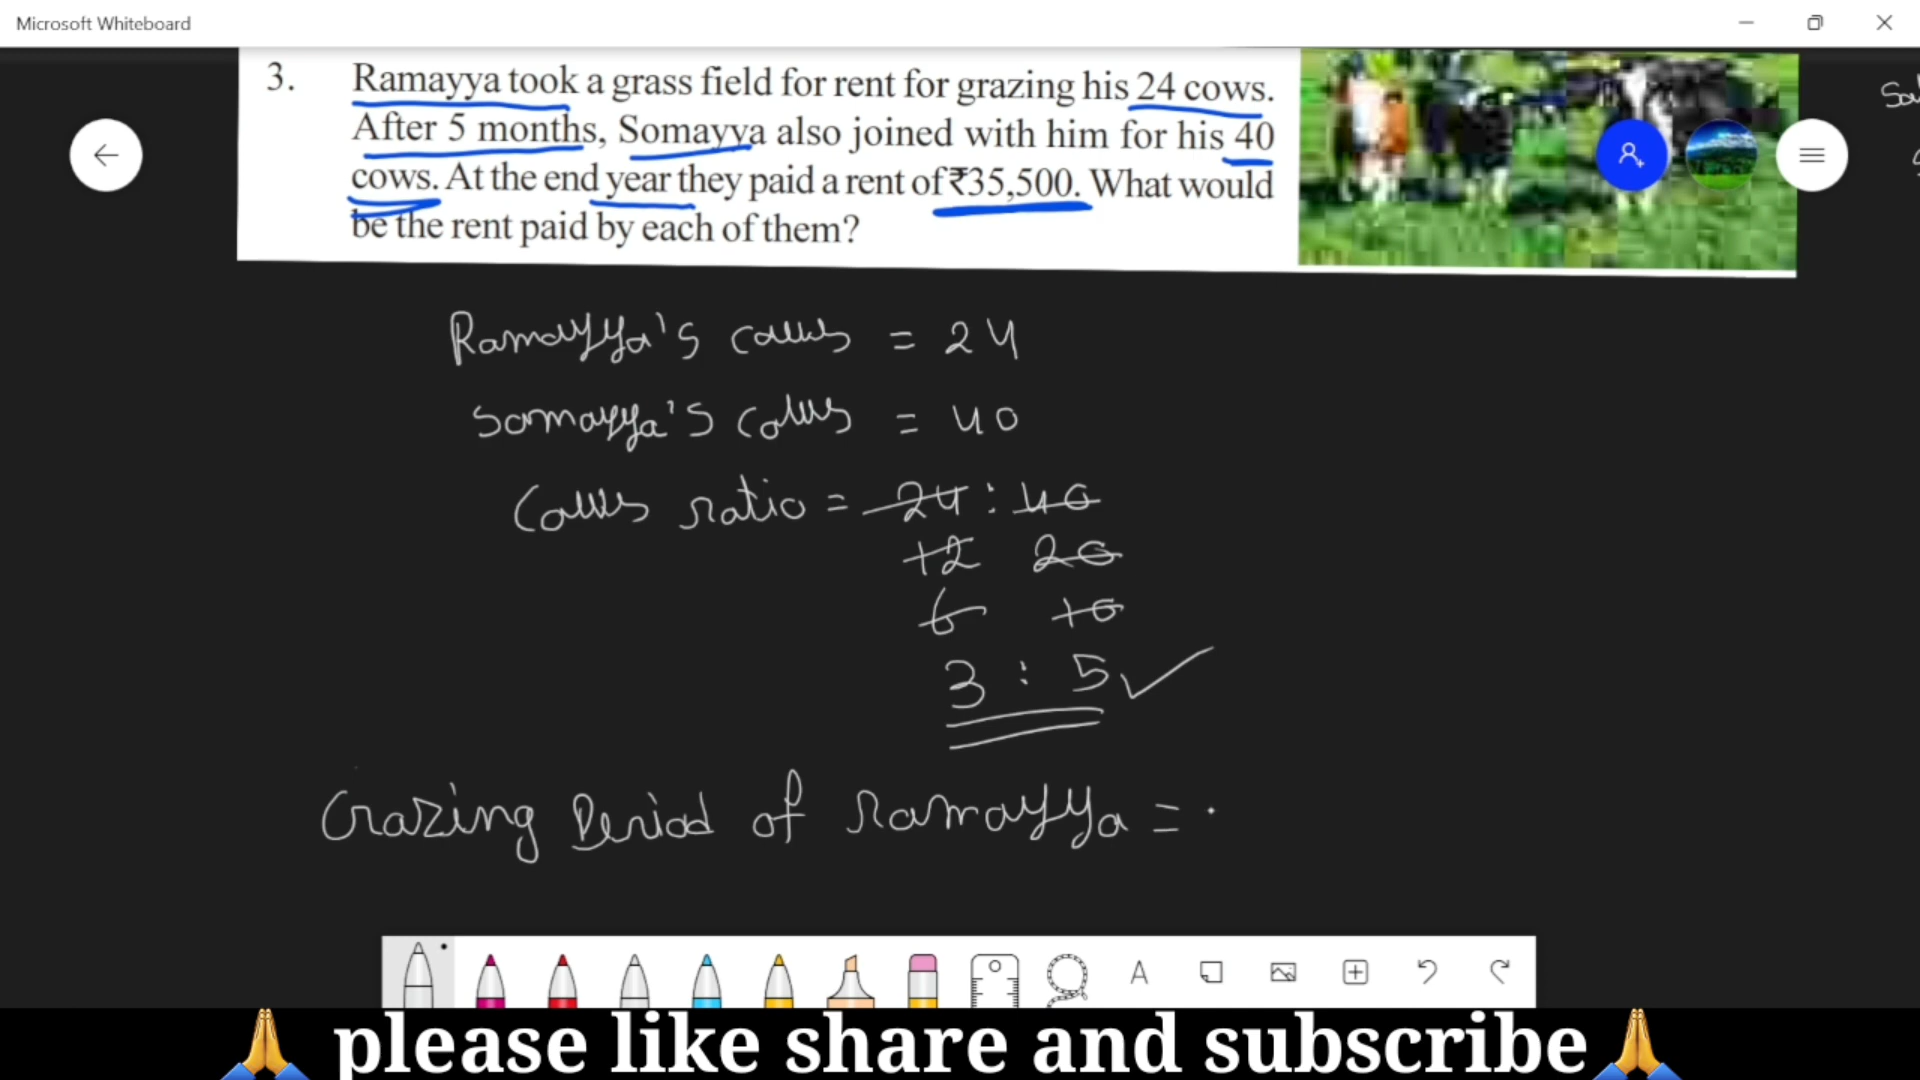 Microsoft Whiteboard
3. Ramayya took a grass field for rent for grazing his 24 cows.
After 5 months, Somayya also joined with him for his 40
cows. At the end year they paid a rent of ₹35,500. What would
be the rent paid by each of them?
Ramayya's cows = 24
Somayya's cows = 40
Cows ratio = 24 : 40
12 20
6 10
3 : 5 ✓
Grazing Period of Ramayya =
A
🙏 please like share and subscribe 🙏